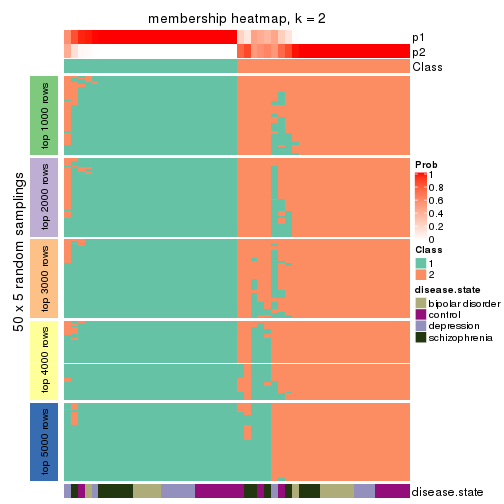 membership heatmap, k = 2
p1
p2
Class
50 x 5 random samplings
top 1000 rows
top 2000 rows
top 3000 rows
top 4000 rows
top 5000 rows
disease.state
Prob
1
0.8
0.6
0.4
0.2
0
Class
1
2
disease.state
bipolar disorder
control
depression
schizophrenia